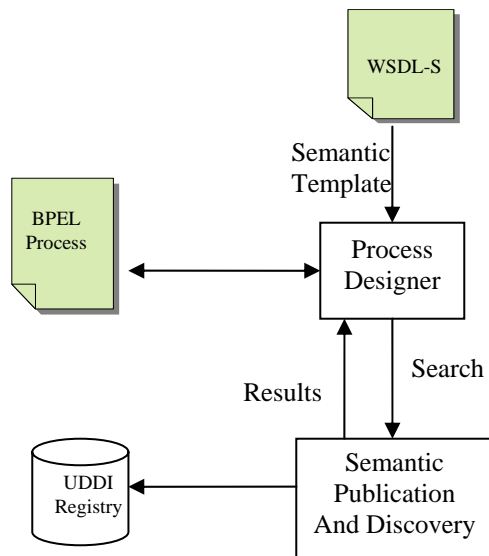 WSDL-S
Semantic
Template
BPEL
Process
Process
Designer
Search
Results
UDDI
Registry
Semantic
Publication
And Discovery